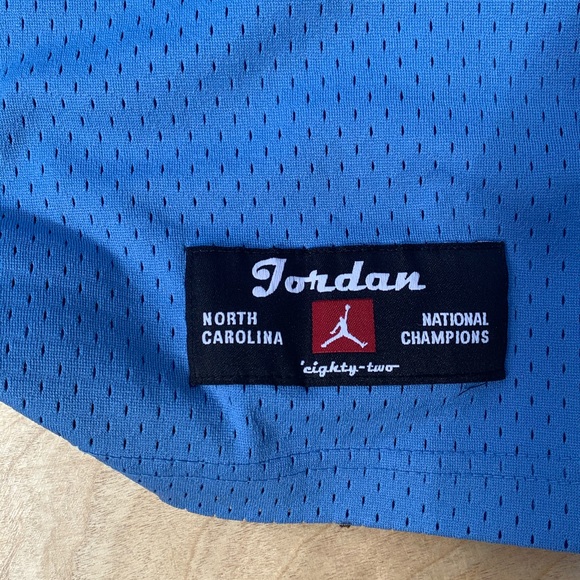 Jordan
NORTH CAROLINA
NATIONAL CHAMPIONS
'eighty-two